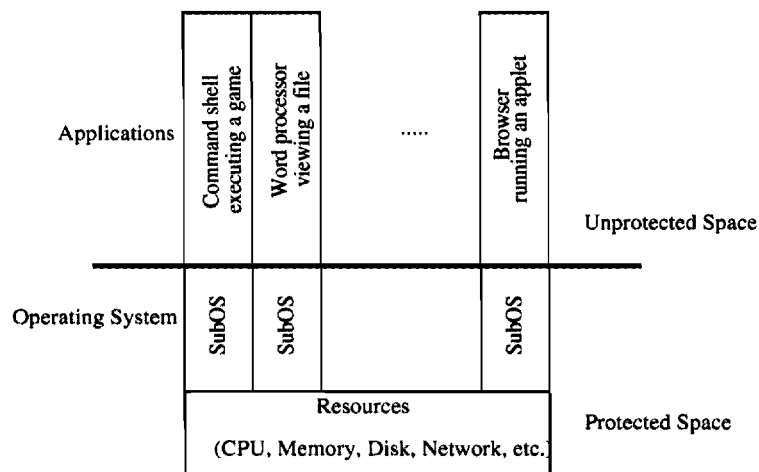 Applications
Command shell
executing a game
Word processor
viewing a file
.....
Browser
running an applet
Unprotected Space
Operating System
SubOS
SubOS
SubOS
Resources
(CPU, Memory, Disk, Network, etc.)
Protected Space